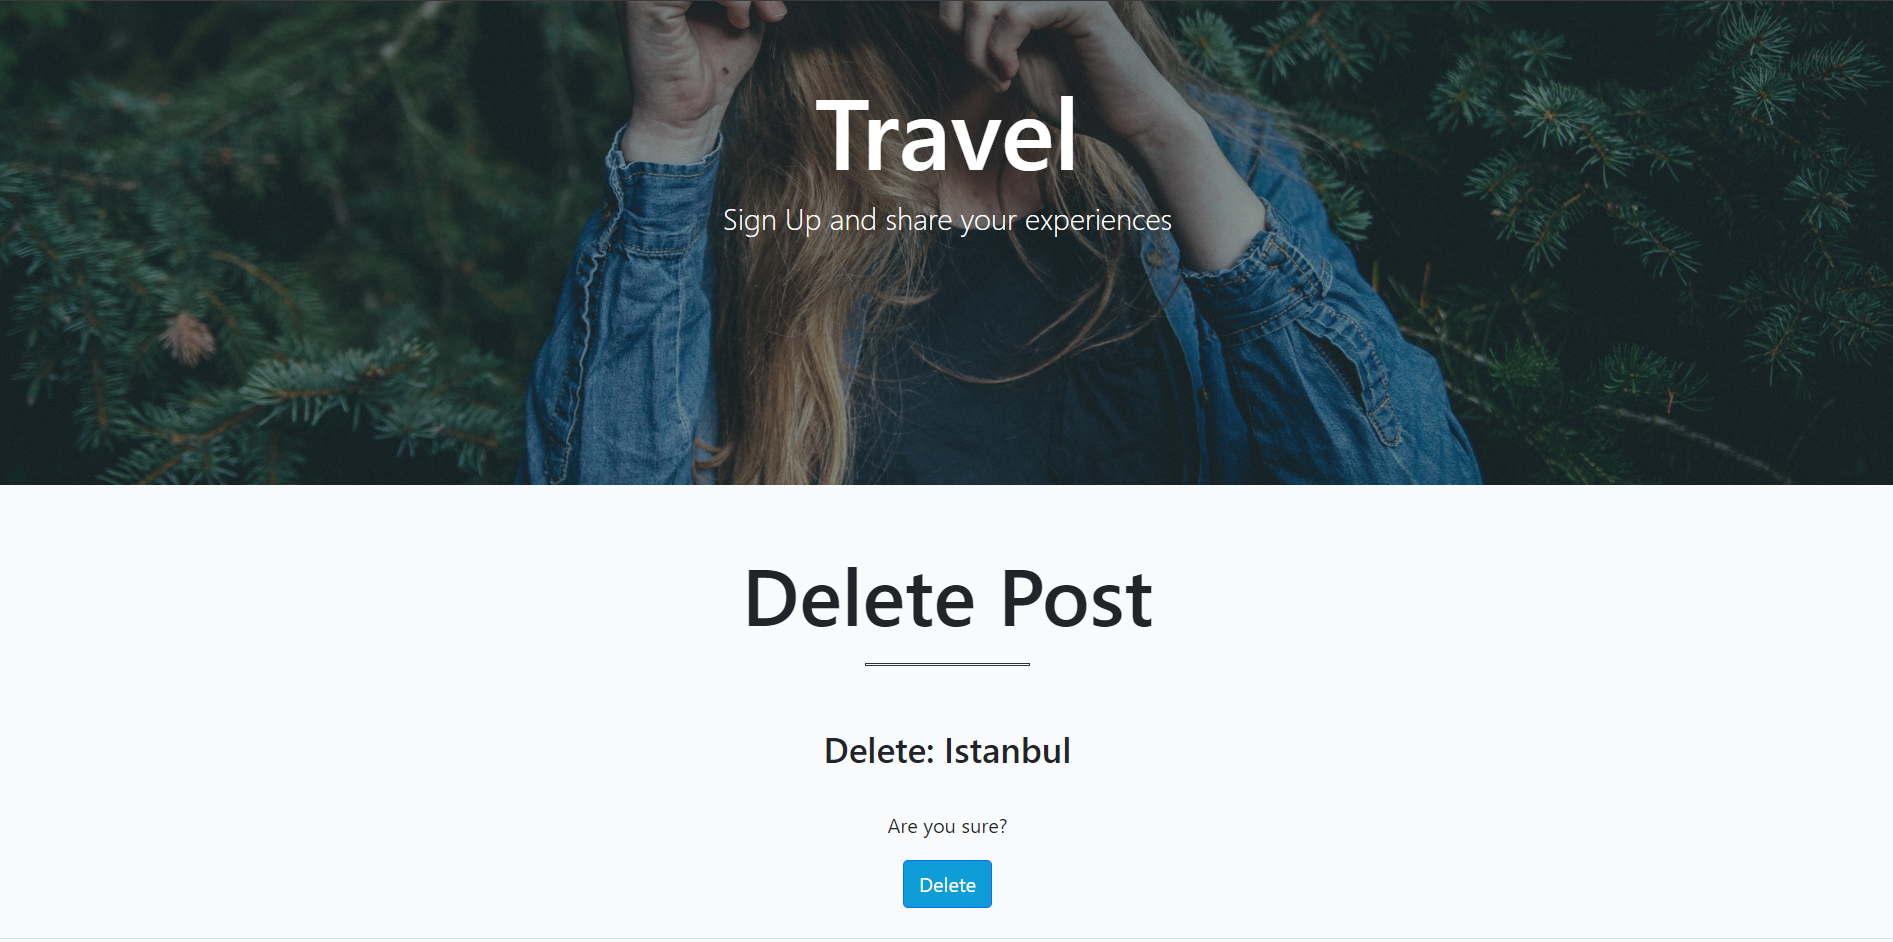 Travel
Sign Up and share your experiences
Delete Post
Delete: Istanbul
Are you sure?
Delete